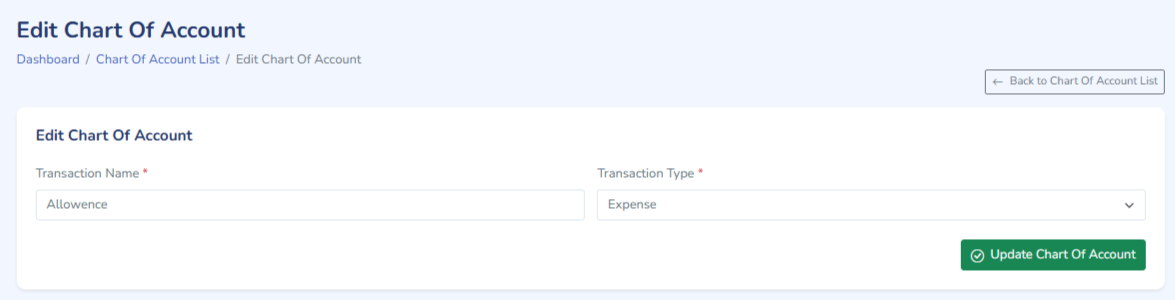 Edit Chart Of Account
Dashboard / Chart Of Account List / Edit Chart Of Account
← Back to Chart Of Account List
Edit Chart Of Account
Transaction Name *
Transaction Type *
Allowence
Expense
Update Chart Of Account